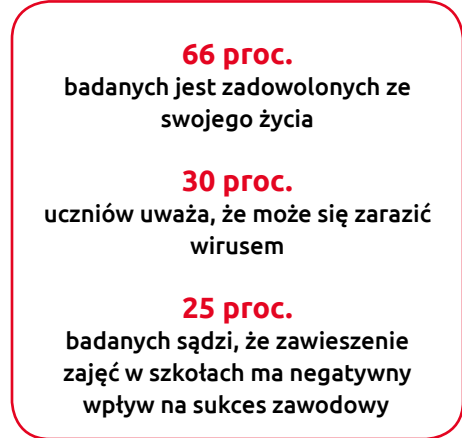 66 proc.
badanych jest zadowolonych ze
swojego życia
30 proc.
uczniów uważa, że może się zarazić
wirusem
25 proc.
badanych sądzi, że zawieszenie
zajęć w szkołach ma negatywny
wpływ na sukces zawodowy